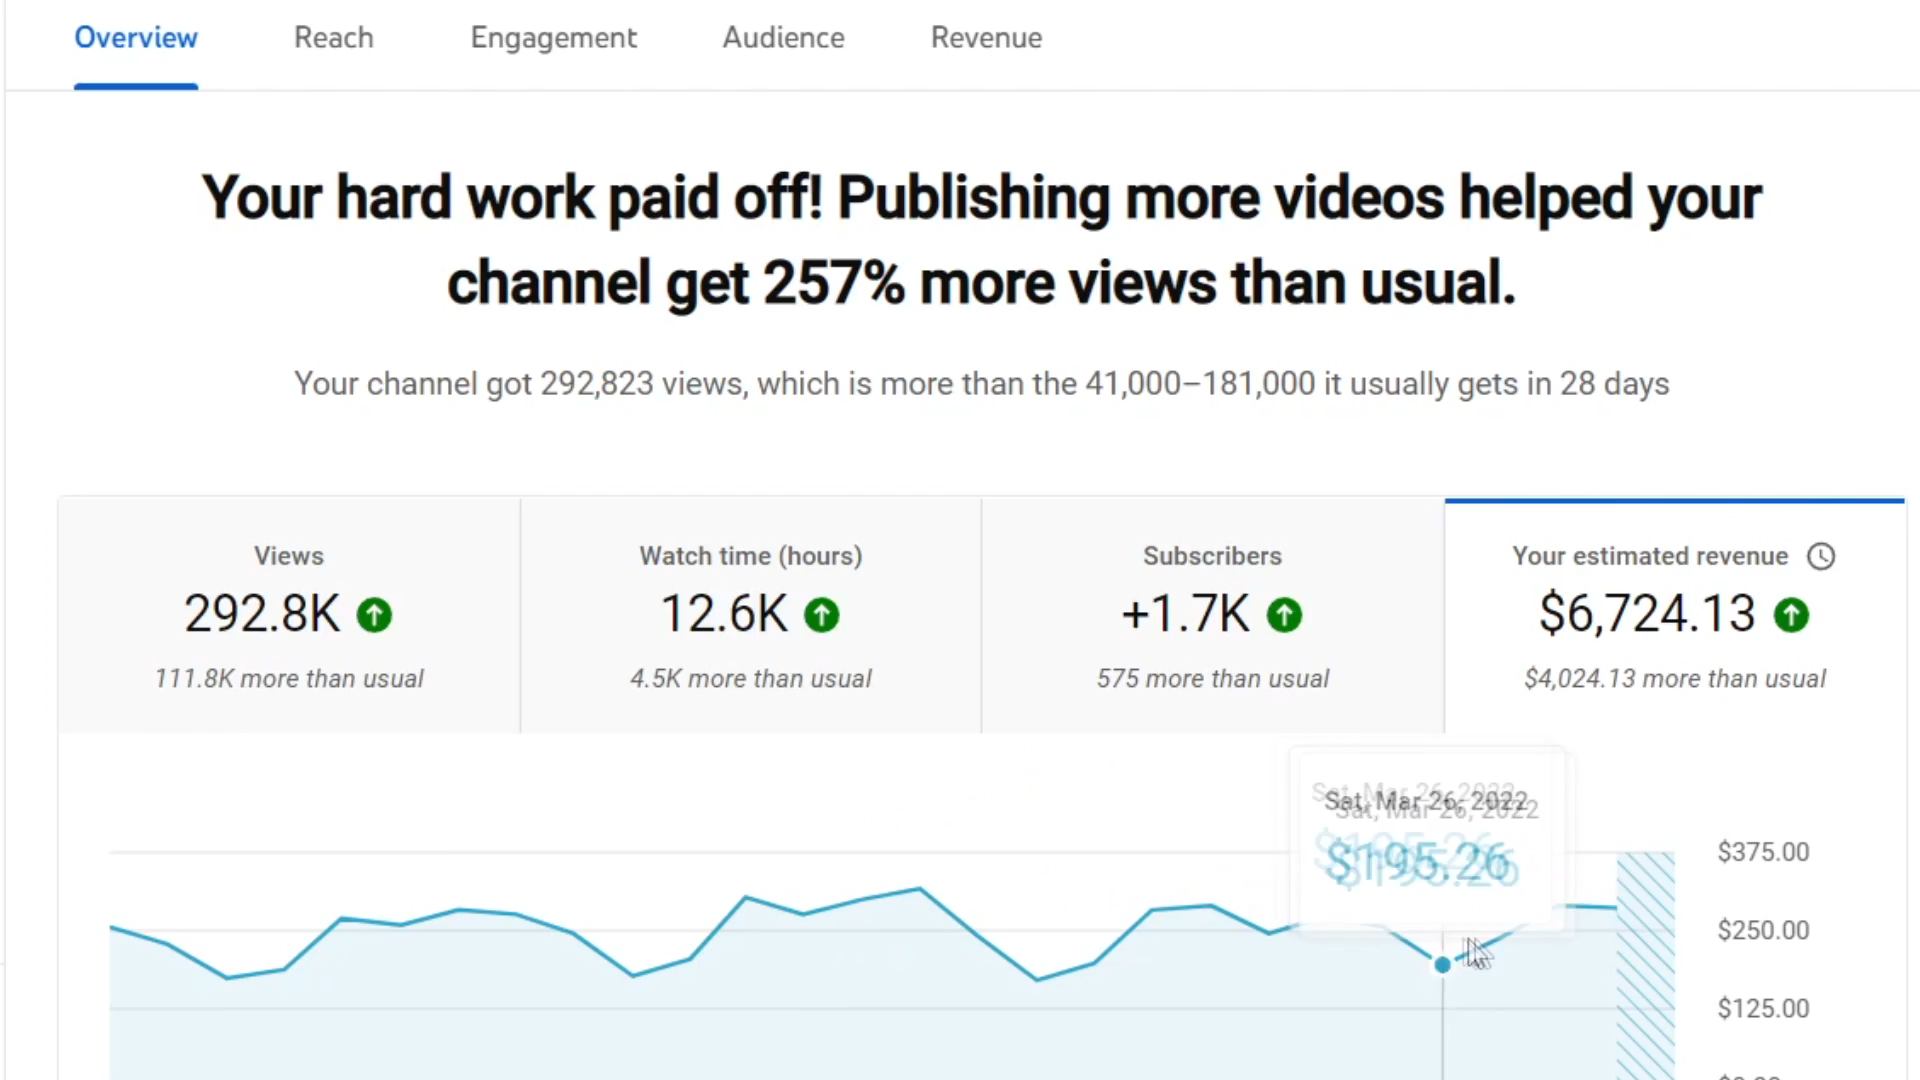 Overview Reach Engagement Audience Revenue
Your hard work paid off! Publishing more videos helped your
channel get 257% more views than usual.
Your channel got 292,823 views, which is more than the 41,000–181,000 it usually gets in 28 days
Views
292.8K
111.8K more than usual
Watch time (hours)
12.6K
4.5K more than usual
Subscribers
+1.7K
575 more than usual
Your estimated revenue
$6,724.13
$4,024.13 more than usual
Sat, Mar 26, 2022
$195.26
$375.00
$250.00
$125.00